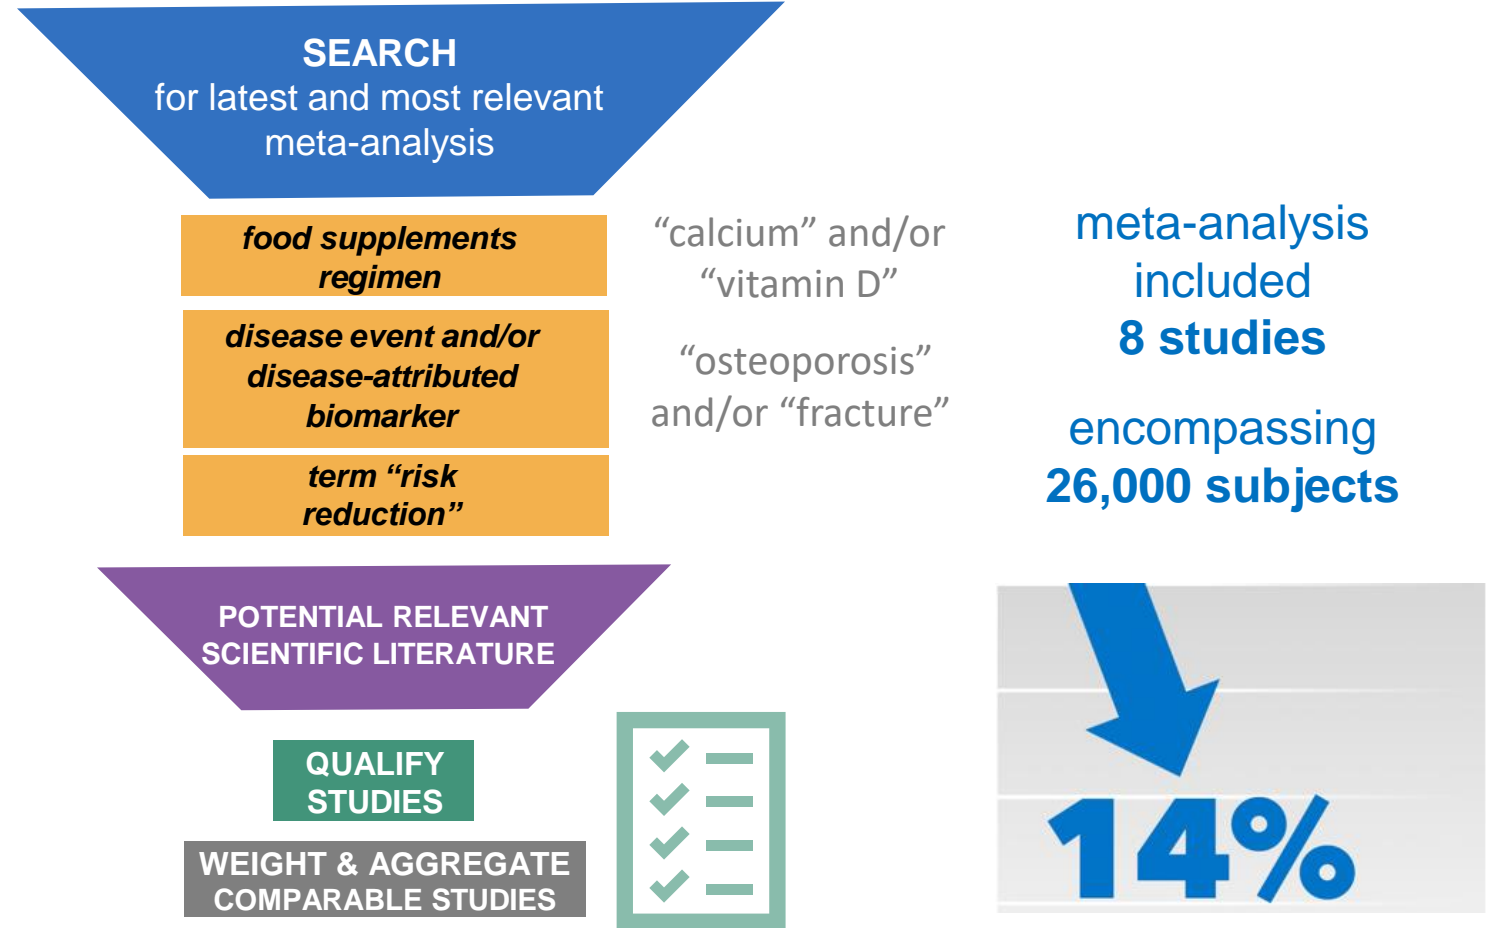 SEARCH
for latest and most relevant
meta-analysis
food supplements
regimen
“calcium” and/or
“vitamin D”
disease event and/or
disease-attributed
biomarker
“osteoporosis”
and/or “fracture”
term “risk
reduction”
POTENTIAL RELEVANT
SCIENTIFIC LITERATURE
QUALIFY
STUDIES
WEIGHT & AGGREGATE
COMPARABLE STUDIES
meta-analysis
included
8 studies
encompassing
26,000 subjects
14%